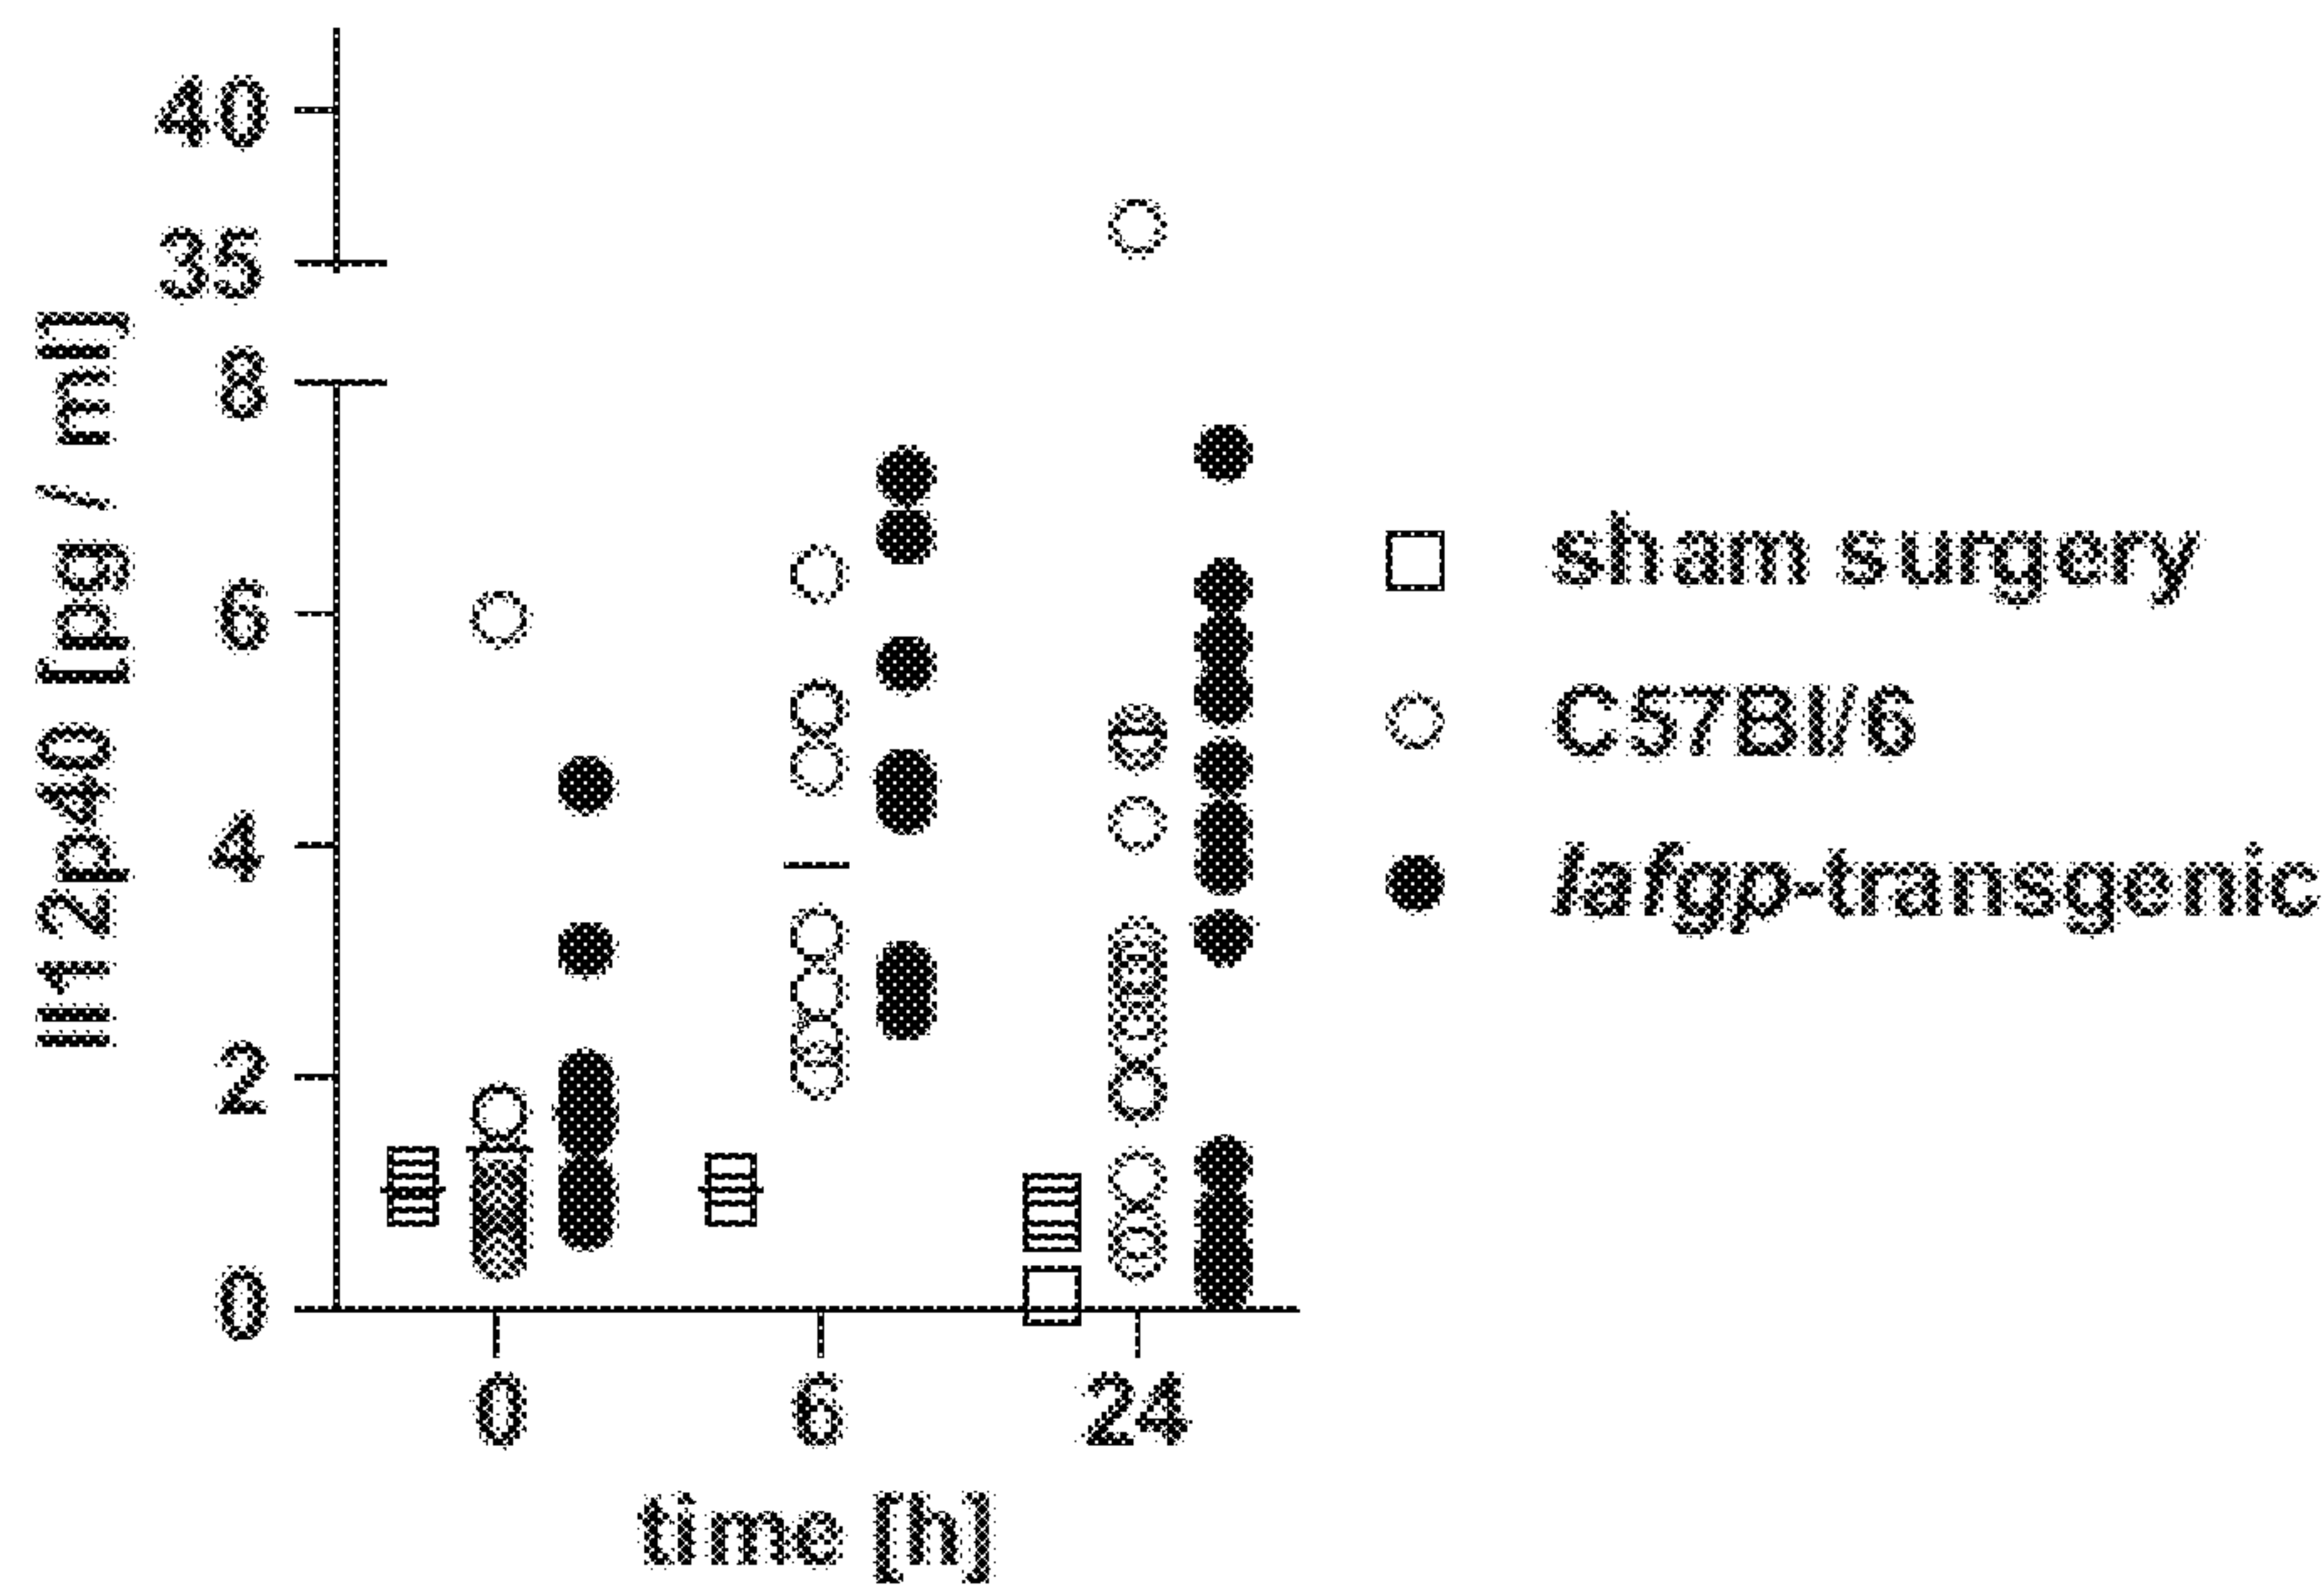 40
35
8
6
4
2
0
Il12p40 [pg / ml]
0 6 24
time [h]
sham surgery
C57Bl/6
lafgp-transgenic